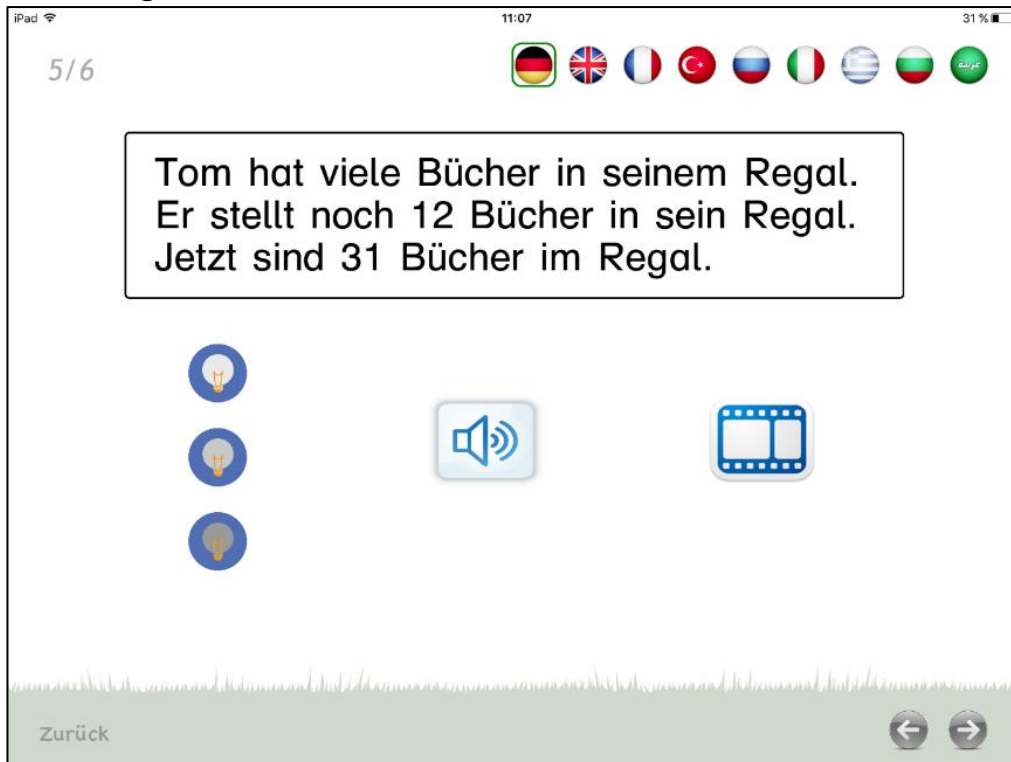 iPad
11:07
31 %
5/6
عربية
Tom hat viele Bücher in seinem Regal.
Er stellt noch 12 Bücher in sein Regal.
Jetzt sind 31 Bücher im Regal.
Zurück